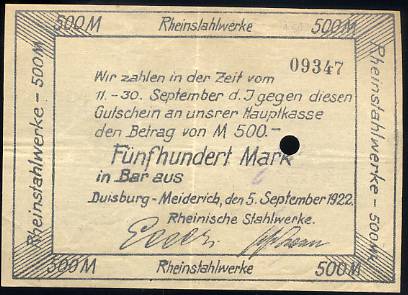 500 M Rheinstahlwerke 500 M
Rheinstahlwerke – 500 M
09347
Wir zahlen in der Zeit vom
11.-30. September d. J gegen diesen
Gutschein an unsrer Hauptkasse
den Betrag von M 500.-
Fünfhundert Mark
in Bar aus
Duisburg - Meiderich, den 5. September 1922.
Rheinische Stahlwerke.
Rheinstahlwerke – 500 M
500 M Rheinstahlwerke 500 M